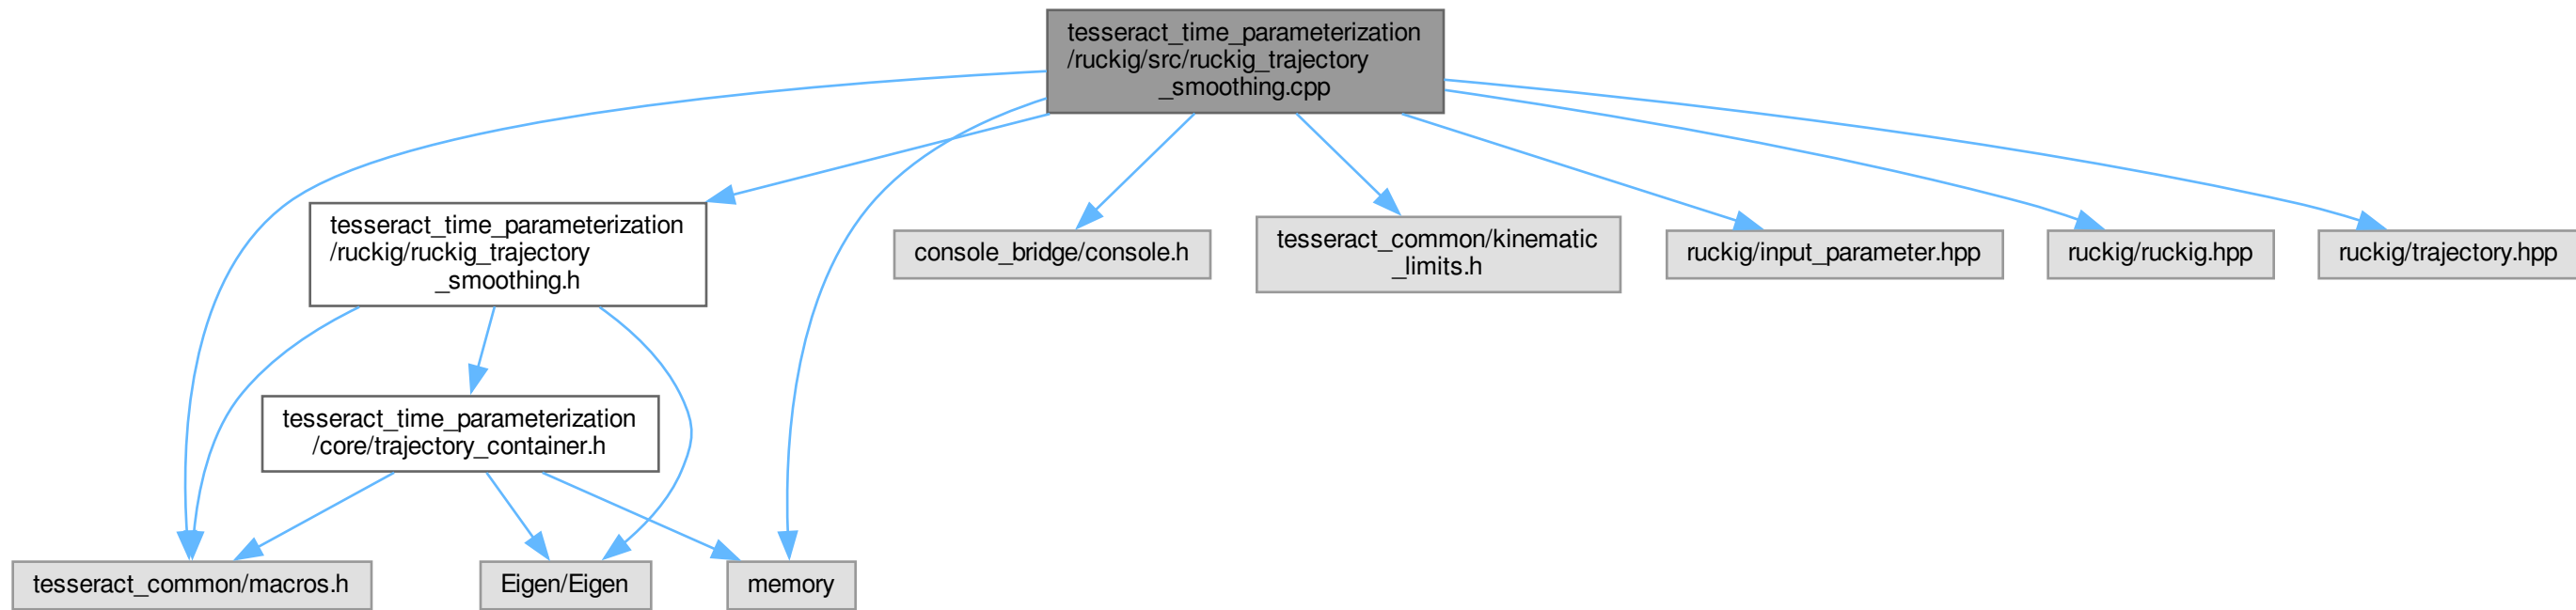 tesseract_time_parameterization
/ruckig/src/ruckig_trajectory
_smoothing.cpp
tesseract_time_parameterization
/ruckig/ruckig_trajectory
_smoothing.h
console_bridge/console.h
tesseract_common/kinematic
_limits.h
ruckig/input_parameter.hpp
ruckig/ruckig.hpp
ruckig/trajectory.hpp
tesseract_time_parameterization
/core/trajectory_container.h
tesseract_common/macros.h
Eigen/Eigen
memory